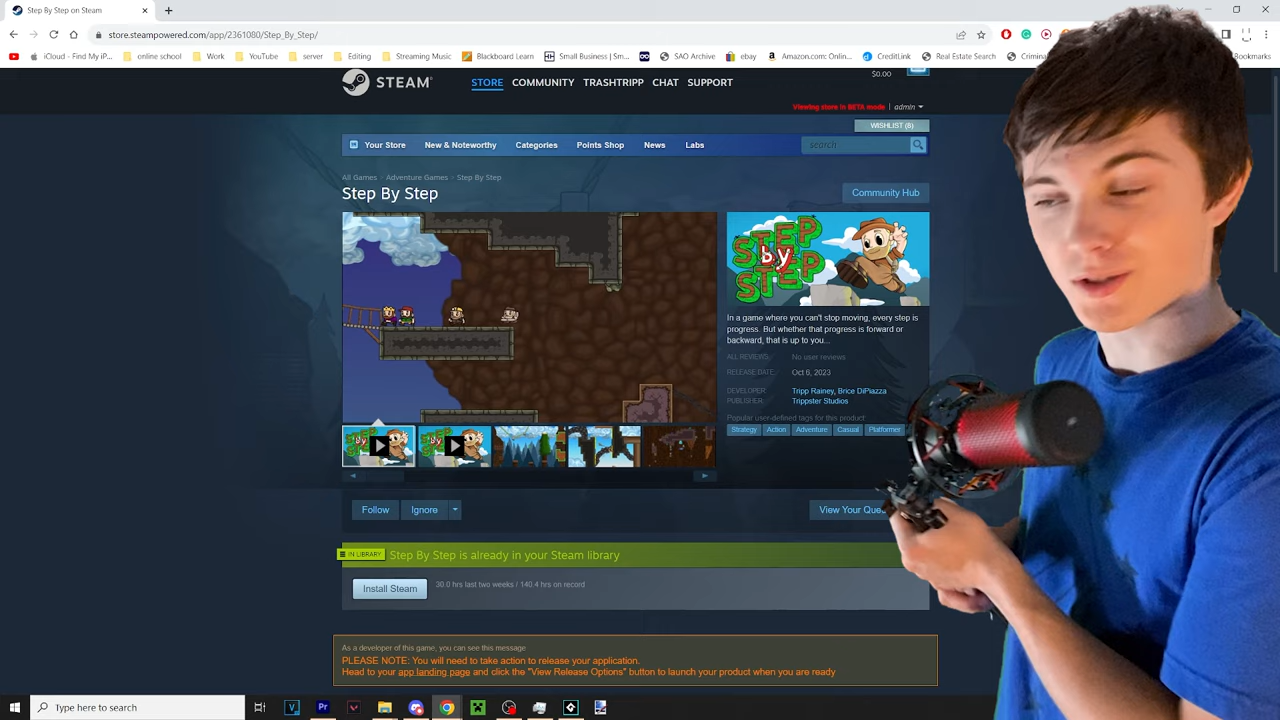 Step By Step on Steam
store.steampowered.com/app/2361080/Step_By_Step/
iCloud - Find My iP... online school Work YouTube server Editing Streaming Music Blackboard Learn Small Business | Sm... SAO Archive ebay Amazon.com: Onlin... CreditLink Real Estate Search Crimina Bookmarks
$0.00
STEAM STORE COMMUNITY TRASHTRIPP CHAT SUPPORT
Viewing store in BETA mode | admin
WISHLIST (8)
Your Store New & Noteworthy Categories Points Shop News Labs search
All Games > Adventure Games > Step By Step
Step By Step
Community Hub
STEP
by
STEP
In a game where you can't stop moving, every step is
progress. But whether that progress is forward or
backward, that is up to you...
ALL REVIEWS: No user reviews
RELEASE DATE: Oct 6, 2023
DEVELOPER: Tripp Rainey, Brice DiPiazza
PUBLISHER: Trippster Studios
Popular user-defined tags for this product:
Strategy Action Adventure Casual Platformer
Follow Ignore View Your Queu
IN LIBRARY Step By Step is already in your Steam library
Install Steam 30.0 hrs last two weeks / 140.4 hrs on record
As a developer of this game, you can see this message
PLEASE NOTE: You will need to take action to release your application.
Head to your app landing page and click the "View Release Options" button to launch your product when you are ready
Type here to search